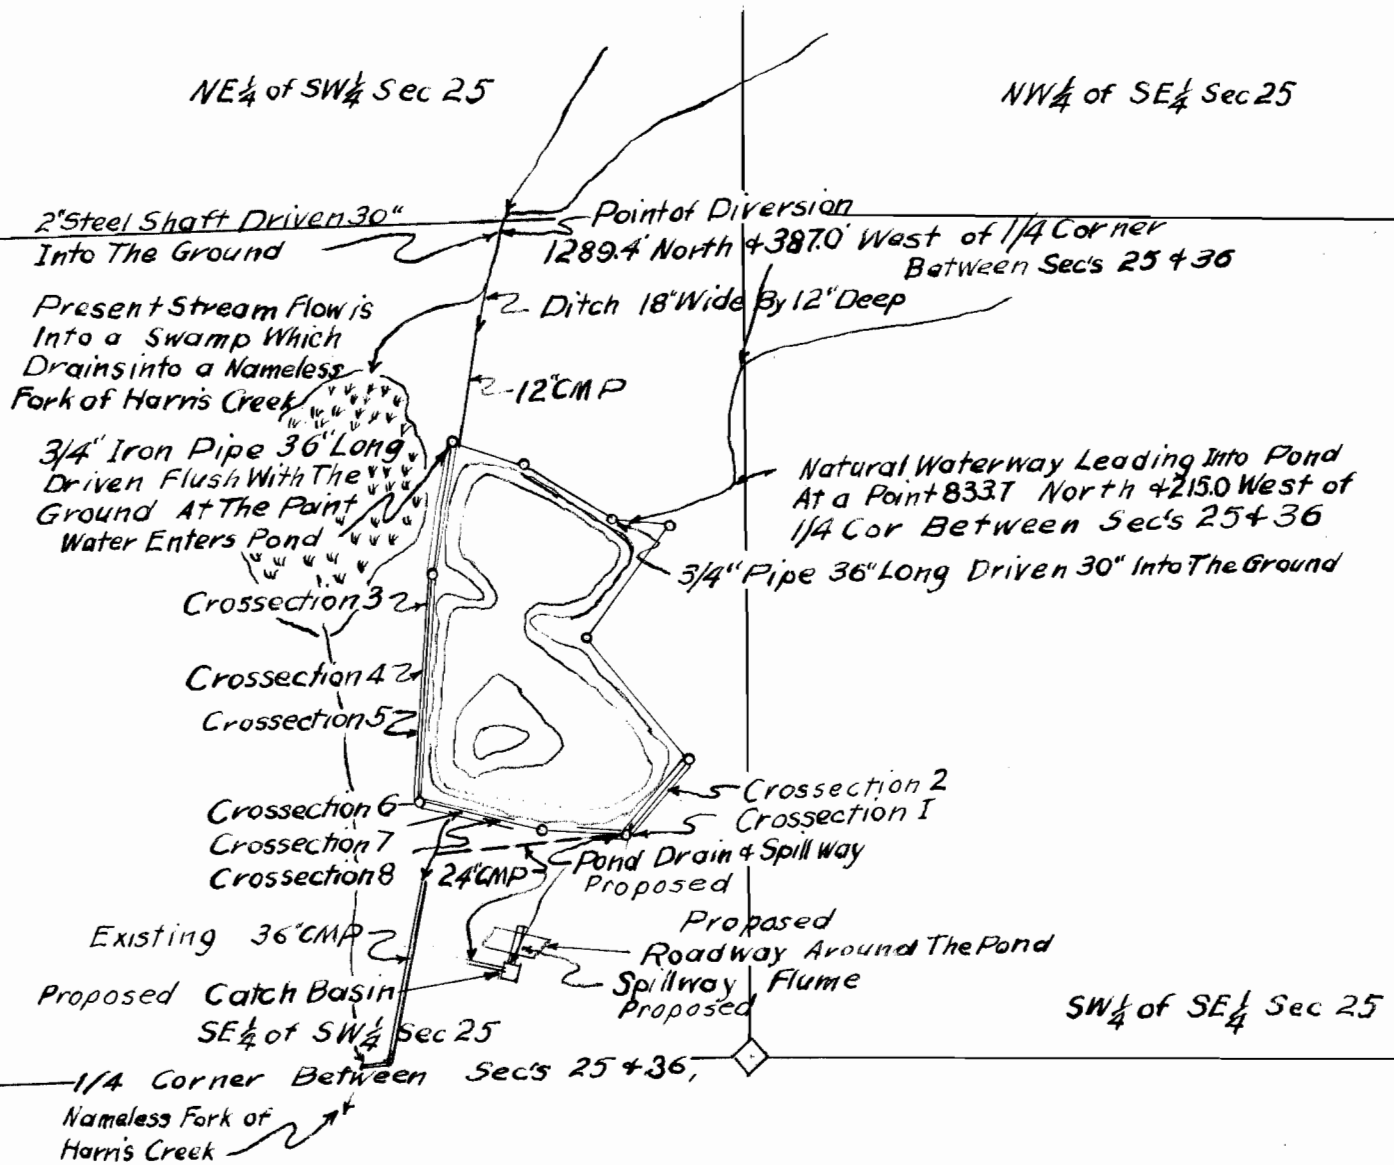 NE¼ of SW¼ Sec 25
NW¼ of SE¼ Sec 25
2"Steel Shaft Driven 30"
Into The Ground
Point of Diversion
1289.4' North & 387.0' West of 1/4 Corner
Between Sec's 25 & 36
Present Stream Flow is
Into a Swamp Which
Drains into a Nameless
Fork of Harris Creek
Ditch 18"Wide By 12"Deep
12"CMP
3/4" Iron Pipe 36"Long
Driven Flush With The
Ground At The Point
Water Enters Pond
Natural Waterway Leading Into Pond
At a Point 833.7 North & 215.0 West of
1/4 Cor Between Sec's 25 & 36
3/4" Pipe 36"Long Driven 30" Into The Ground
Crossection 3
Crossection 4
Crossection 5
Crossection 6
Crossection 7
Crossection 8
Crossection 2
Crossection 1
24"CMP
Pond Drain & Spillway
Proposed
Existing 36"CMP
Proposed
Roadway Around The Pond
Proposed Catch Basin
Spillway Flume
Proposed
SE¼ of SW¼ Sec 25
SW¼ of SE¼ Sec 25
1/4 Corner Between Sec's 25 & 36,
Nameless Fork of
Harris Creek